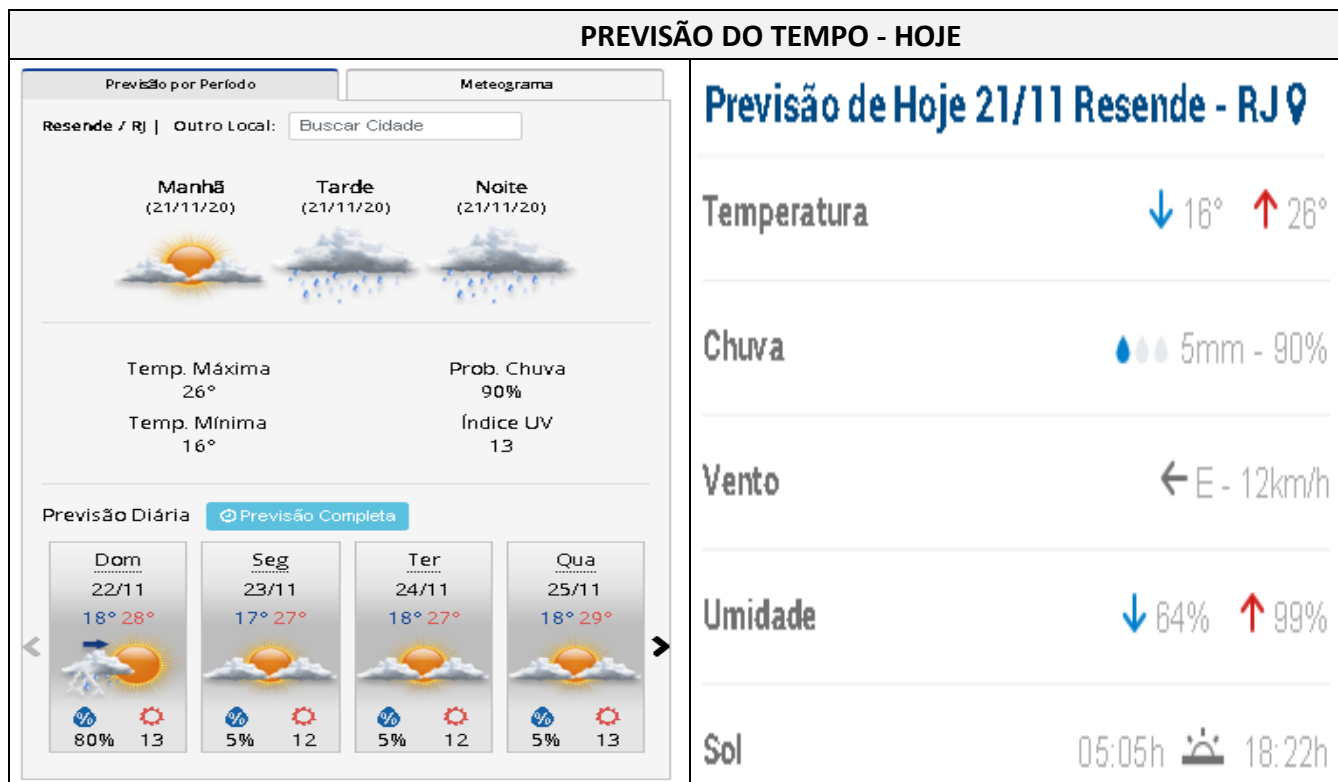 PREVISÃO DO TEMPO - HOJE
Previsão por Período
Meteograma
Resende / RJ | Outro Local: Buscar Cidade
Manhã Tarde Noite
(21/11/20) (21/11/20) (21/11/20)
Temp. Máxima Prob. Chuva
26° 90%
Temp. Mínima Índice UV
16° 13
Previsão Diária Previsão Completa
Dom Seg Ter Qua
22/11 23/11 24/11 25/11
18° 28° 17° 27° 18° 27° 18° 29°
% % % %
80% 13 5% 12 5% 12 5% 13
Previsão de Hoje 21/11 Resende - RJ
Temperatura 16° 26°
Chuva 5mm - 90%
Vento E - 12km/h
Umidade 64% 99%
Sol 05:05h 18:22h